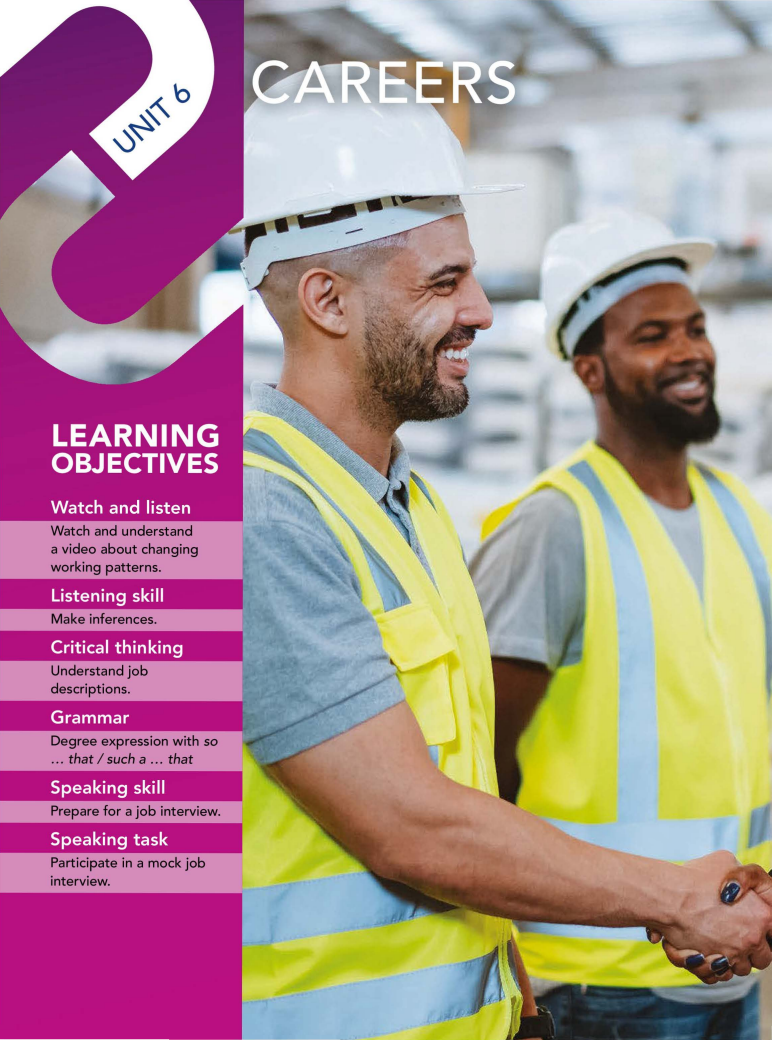 UNIT 6
CAREERS
LEARNING
OBJECTIVES
Watch and listen
Watch and understand
a video about changing
working patterns.
Listening skill
Make inferences.
Critical thinking
Understand job
descriptions.
Grammar
Degree expression with so
... that / such a ... that
Speaking skill
Prepare for a job interview.
Speaking task
Participate in a mock job
interview.